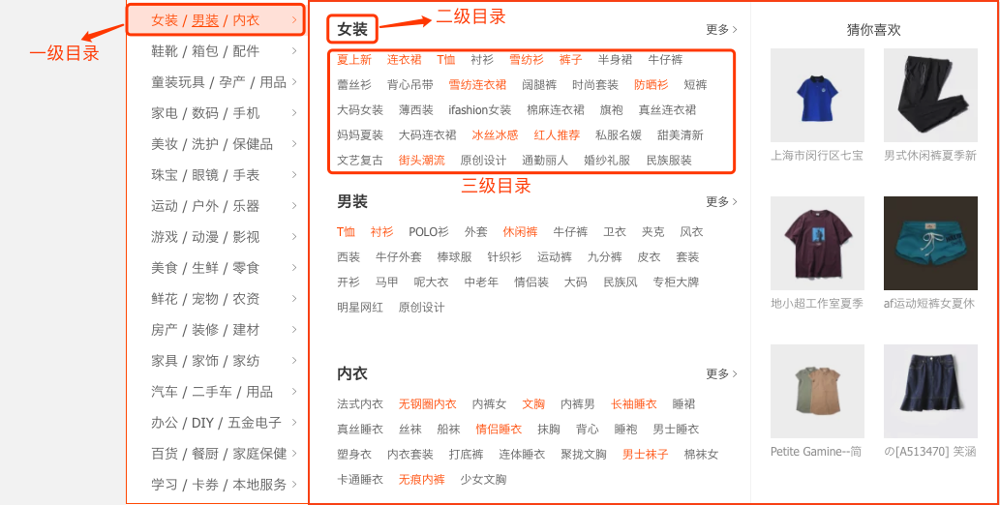 一级目录
女装 / 男装 / 内衣
鞋靴 / 箱包 / 配件
童装玩具 / 孕产 / 用品
家电 / 数码 / 手机
美妆 / 洗护 / 保健品
珠宝 / 眼镜 / 手表
运动 / 户外 / 乐器
游戏 / 动漫 / 影视
美食 / 生鲜 / 零食
鲜花 / 宠物 / 农资
房产 / 装修 / 建材
家具 / 家饰 / 家纺
汽车 / 二手车 / 用品
办公 / DIY / 五金电子
百货 / 餐厨 / 家庭保健
学习 / 卡券 / 本地服务
女装 二级目录 更多
夏上新 连衣裙 T恤 衬衫 雪纺衫 裤子 半身裙 牛仔裤
蕾丝衫 背心吊带 雪纺连衣裙 阔腿裤 时尚套装 防晒衫 短裤
大码女装 薄西装 ifashion女装 棉麻连衣裙 旗袍 真丝连衣裙
妈妈夏装 大码连衣裙 冰丝冰感 红人推荐 私服名媛 甜美清新
文艺复古 街头潮流 原创设计 通勤丽人 婚纱礼服 民族服装
三级目录
男装 更多
T恤 衬衫 POLO衫 外套 休闲裤 牛仔裤 卫衣 夹克 风衣
西装 牛仔外套 棒球服 针织衫 运动裤 九分裤 皮衣 套装
开衫 马甲 呢大衣 中老年 情侣装 大码 民族风 专柜大牌
明星网红 原创设计
内衣 更多
法式内衣 无钢圈内衣 内裤女 文胸 内裤男 长袖睡衣 睡裙
真丝睡衣 丝袜 船袜 情侣睡衣 抹胸 背心 睡袍 男士睡衣
塑身衣 内衣套装 打底裤 连体睡衣 聚拢文胸 男士袜子 棉袜女
卡通睡衣 无痕内裤 少女文胸
猜你喜欢
上海市闵行区七宝 男式休闲裤夏季新
地小超工作室夏季 af运动短裤女夏休
Petite Gamine--简 の[A513470] 笑涵